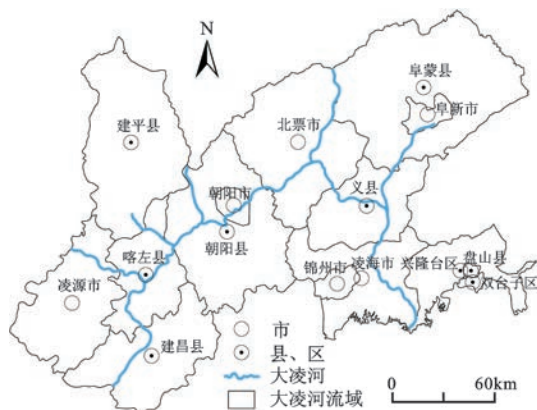 N
阜蒙县
阜新市
北票市
建平县
朝阳市
义县
朝阳县
喀左县
锦州市
凌海市
兴隆台区
盘山县
双台子区
凌源市
建昌县
市
县、区
大凌河
大凌河流域
0
60km